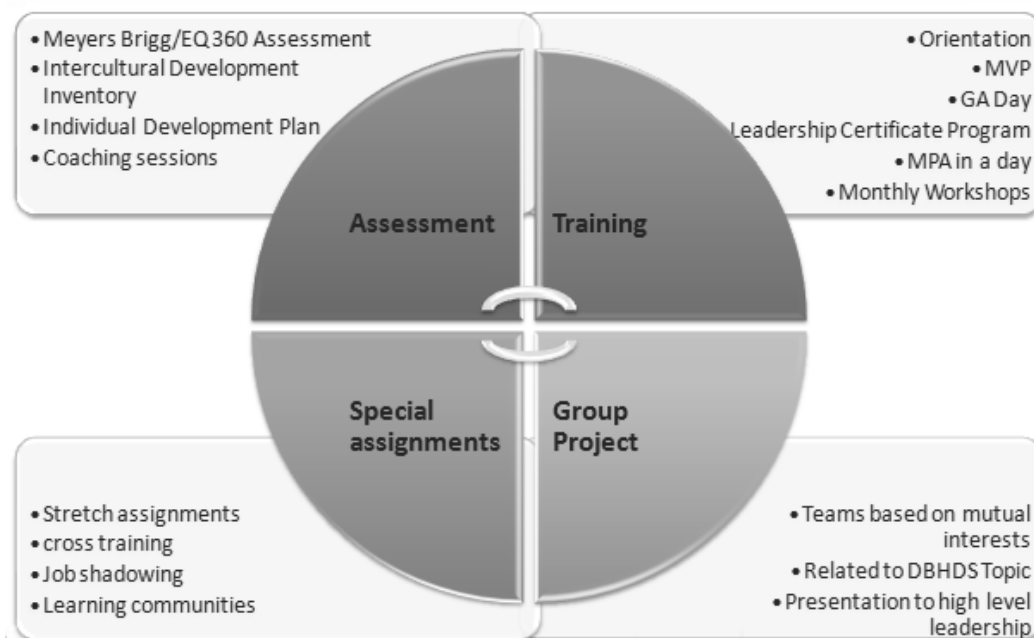 • Meyers Brigg/EQ 360 Assessment
• Intercultural Development
Inventory
• Individual Development Plan
• Coaching sessions
• Orientation
• MVP
• GA Day
Leadership Certificate Program
• MPA in a day
• Monthly Workshops
Assessment
Training
Special
assignments
Group
Project
• Stretch assignments
• cross training
• Job shadowing
• Learning communities
• Teams based on mutual
interests
• Related to DBHDS Topic
• Presentation to high level
leadership